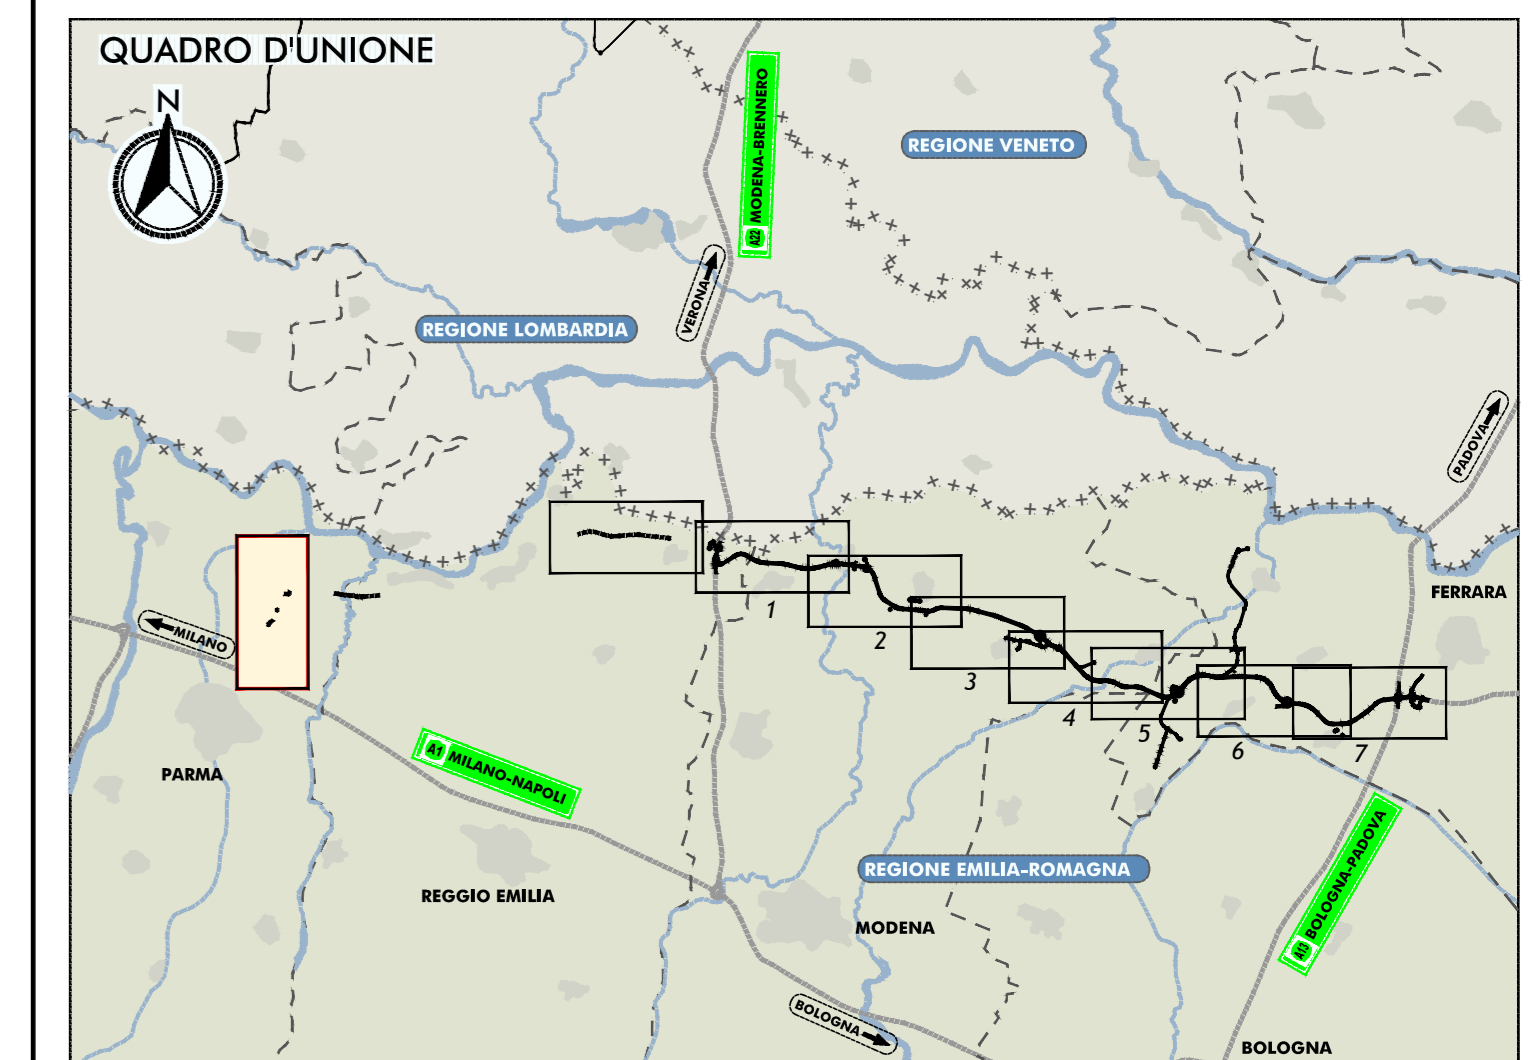 QUADRO D'UNIONE
N
A22 MODENA-BRENNERO
REGIONE VENETO
VERONA
REGIONE LOMBARDIA
PADOVA
FERRARA
MILANO
1
2
3
4
5
6
7
PARMA
A1 MILANO-NAPOLI
REGGIO EMILIA
REGIONE EMILIA-ROMAGNA
A13 BOLOGNA-PADOVA
MODENA
BOLOGNA
BOLOGNA